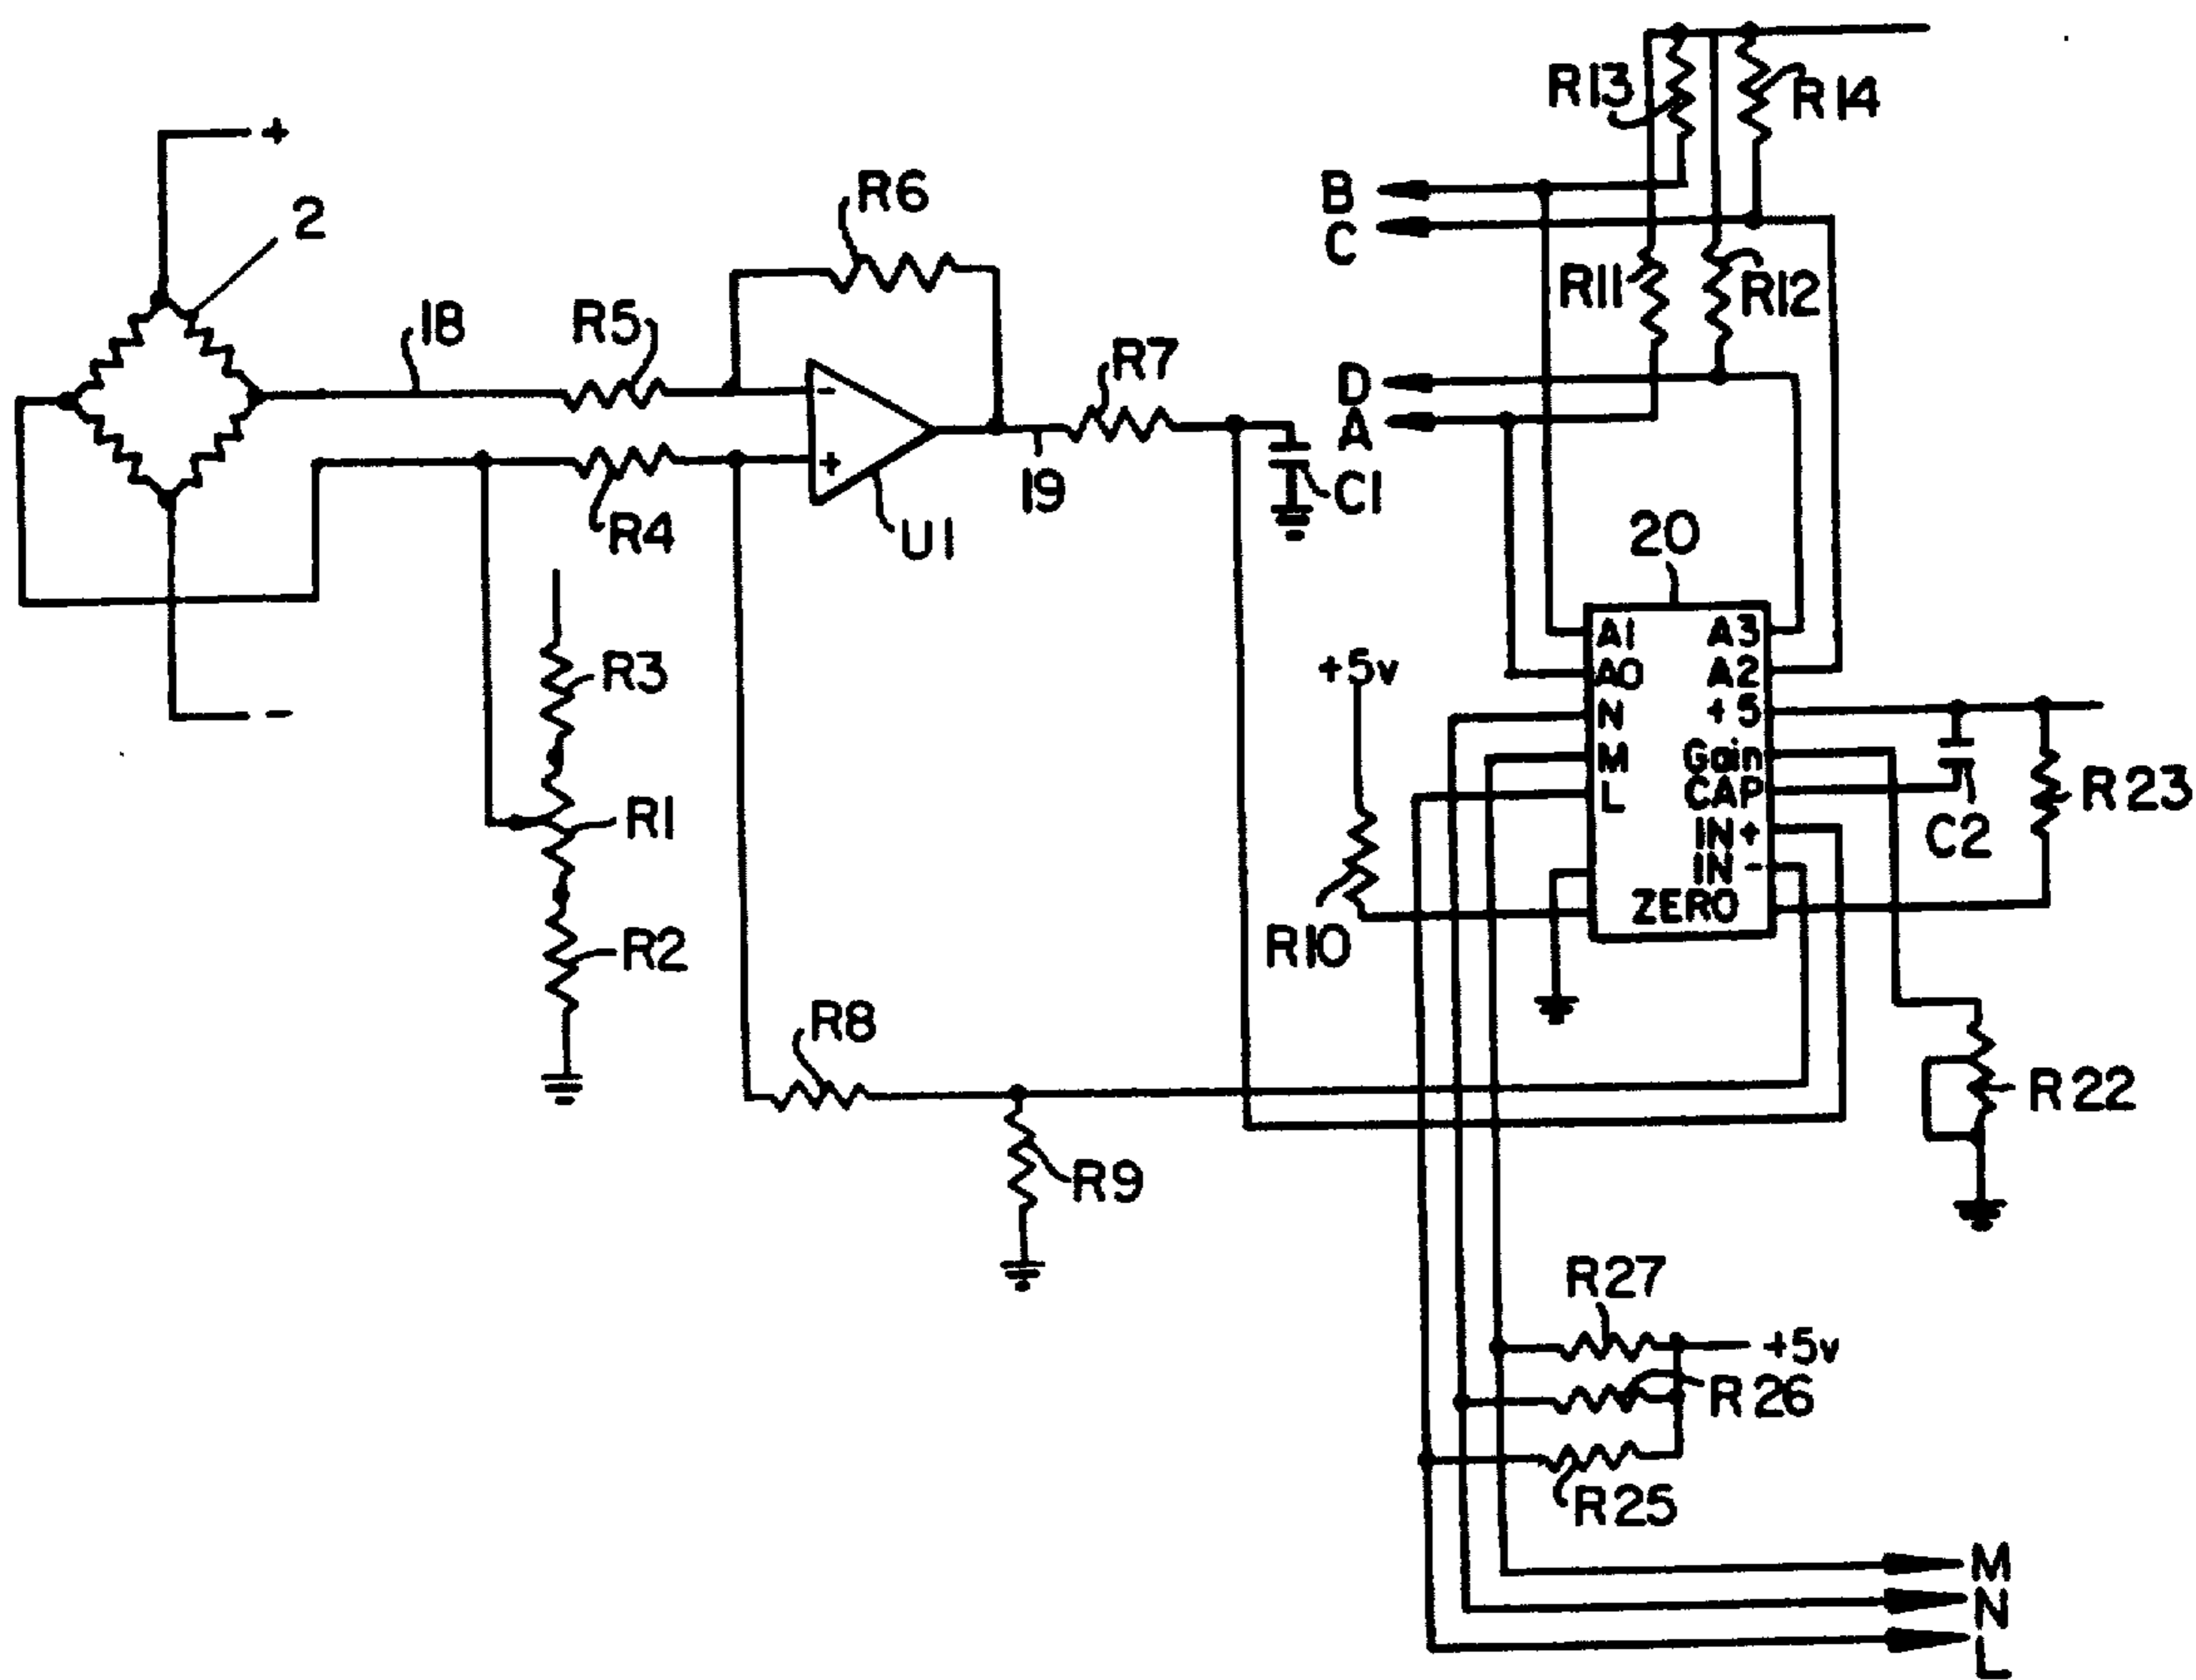 R13
R14
+
B
R6
2
C
R11
R12
18
R5
R7
D
-
A
+
19
C1
R4
U1
20
A1
A3
+5v
R3
A0
A2
N
+5
-
M
Gain
L
CAP
R23
R1
IN+
C2
IN-
ZERO
R2
R10
R8
R22
R9
R27
+5v
R26
R25
M
N
L